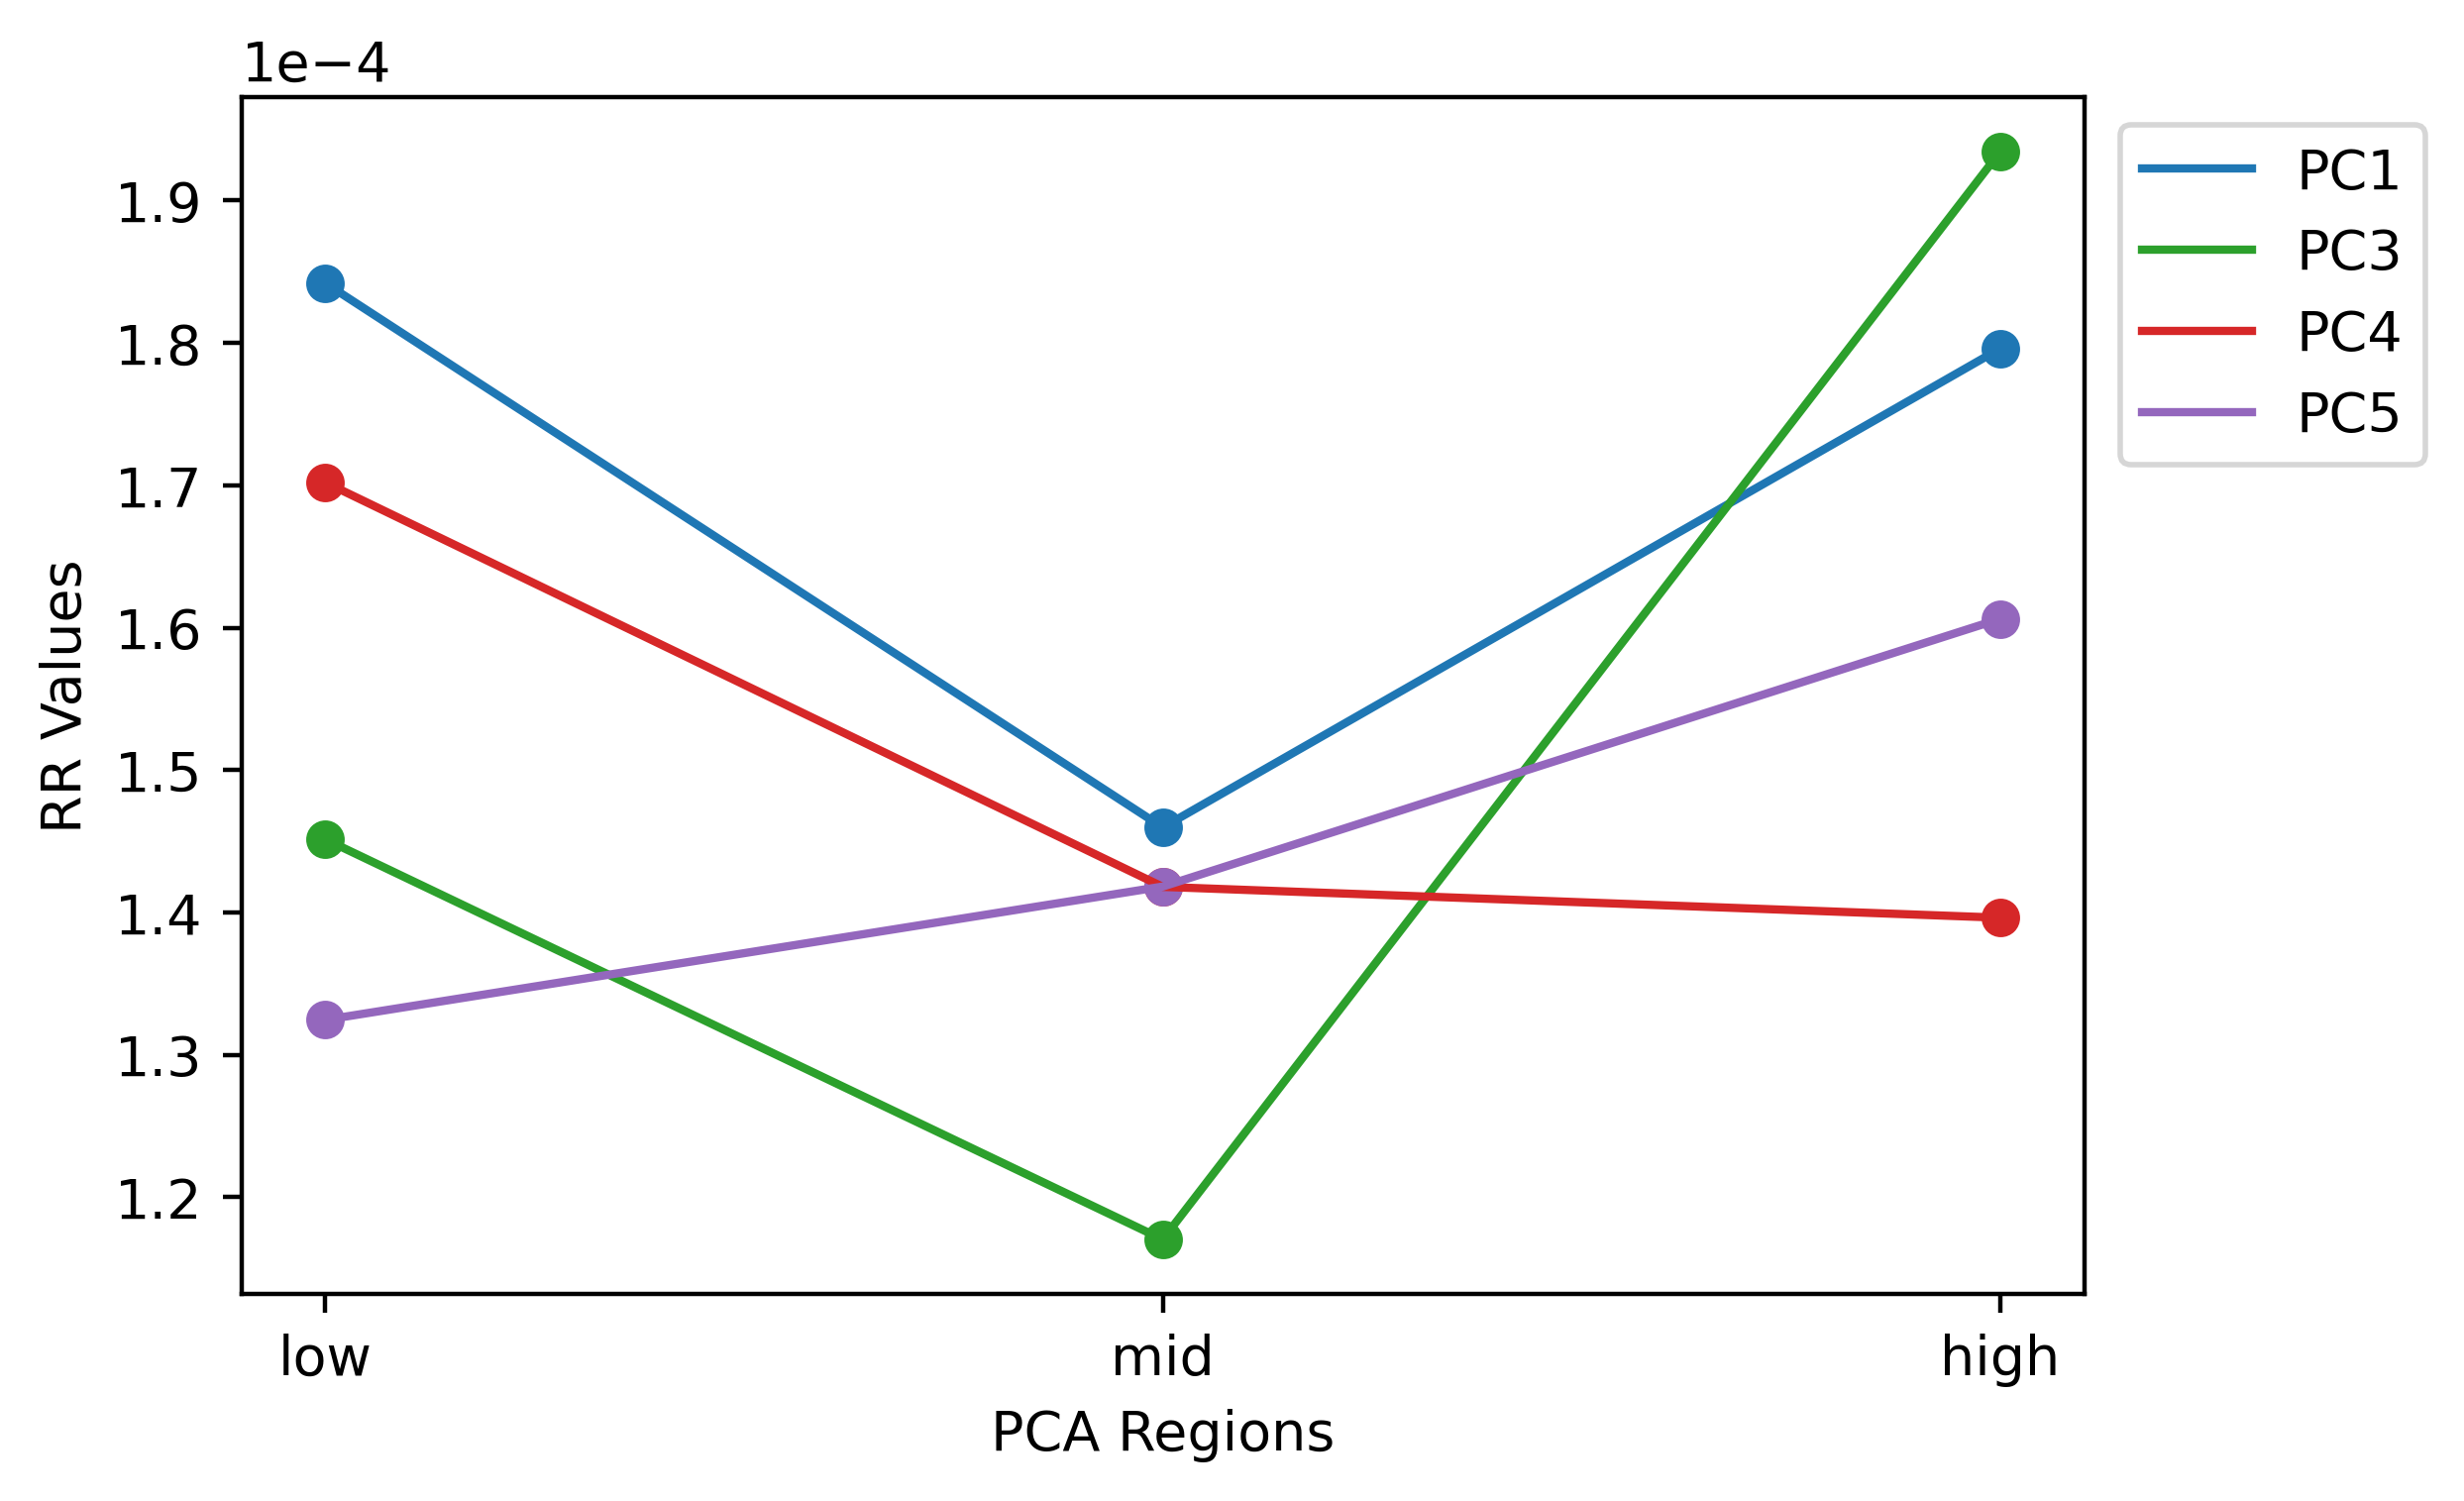 1e−4
1.9
1.8
1.7
1.6
1.5
1.4
1.3
1.2
RR Values
low
mid
high
PCA Regions
PC1
PC3
PC4
PC5